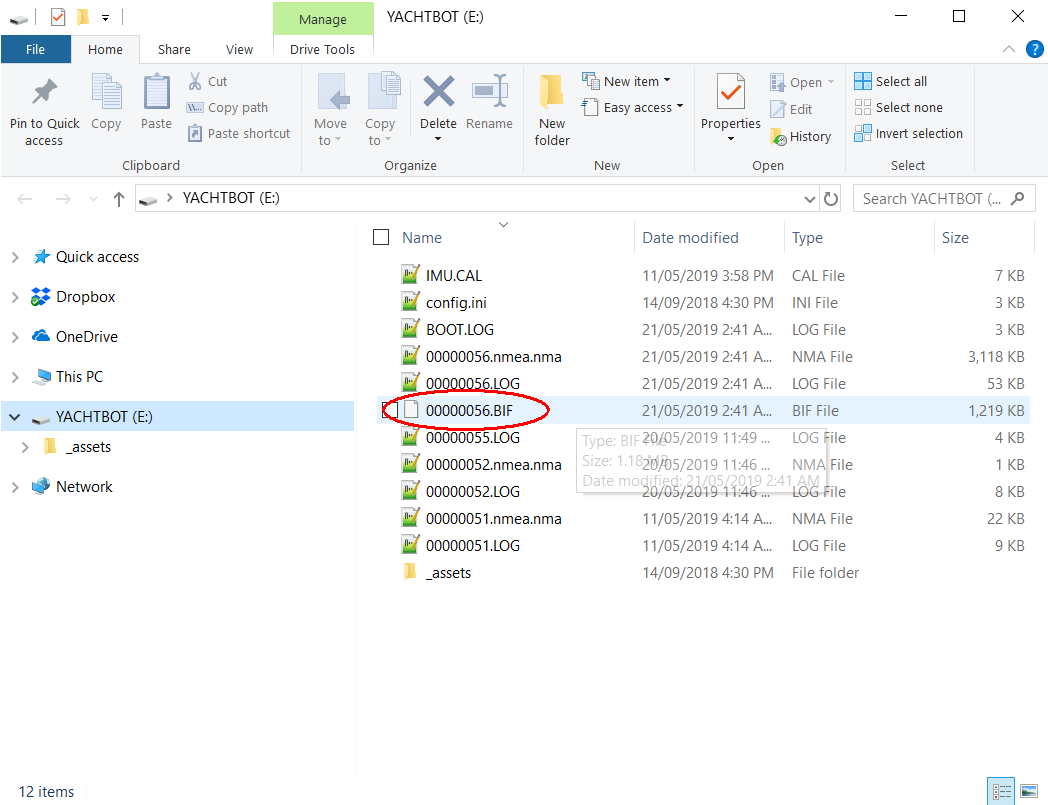 Manage YACHTBOT (E:)
File Home Share View Drive Tools
Pin to Quick access
Copy
Paste
Cut
Copy path
Paste shortcut
Clipboard
Move to
Copy to
Delete
Rename
Organize
New folder
New item
Easy access
New
Properties
Open
Edit
History
Open
Select all
Select none
Invert selection
Select
YACHTBOT (E:)
Search YACHTBOT (...
Quick access
Dropbox
OneDrive
This PC
YACHTBOT (E:)
_assets
Network
Name Date modified Type Size
IMU.CAL 11/05/2019 3:58 PM CAL File 7 KB
config.ini 14/09/2018 4:30 PM INI File 3 KB
BOOT.LOG 21/05/2019 2:41 A... LOG File 3 KB
00000056.nmea.nma 21/05/2019 2:41 A... NMA File 3,118 KB
00000056.LOG 21/05/2019 2:41 A... LOG File 53 KB
00000056.BIF 21/05/2019 2:41 A... BIF File 1,219 KB
00000055.LOG 20/05/2019 11:49 ... LOG File 4 KB
00000052.nmea.nma 20/05/2019 11:46 ... NMA File 1 KB
00000052.LOG 20/05/2019 11:46 ... LOG File 8 KB
00000051.nmea.nma 11/05/2019 4:14 A... NMA File 22 KB
00000051.LOG 11/05/2019 4:14 A... LOG File 9 KB
_assets 14/09/2018 4:30 PM File folder
Type: BIF File
Size: 1.18 MB
Date modified: 21/05/2019 2:41 AM
12 items